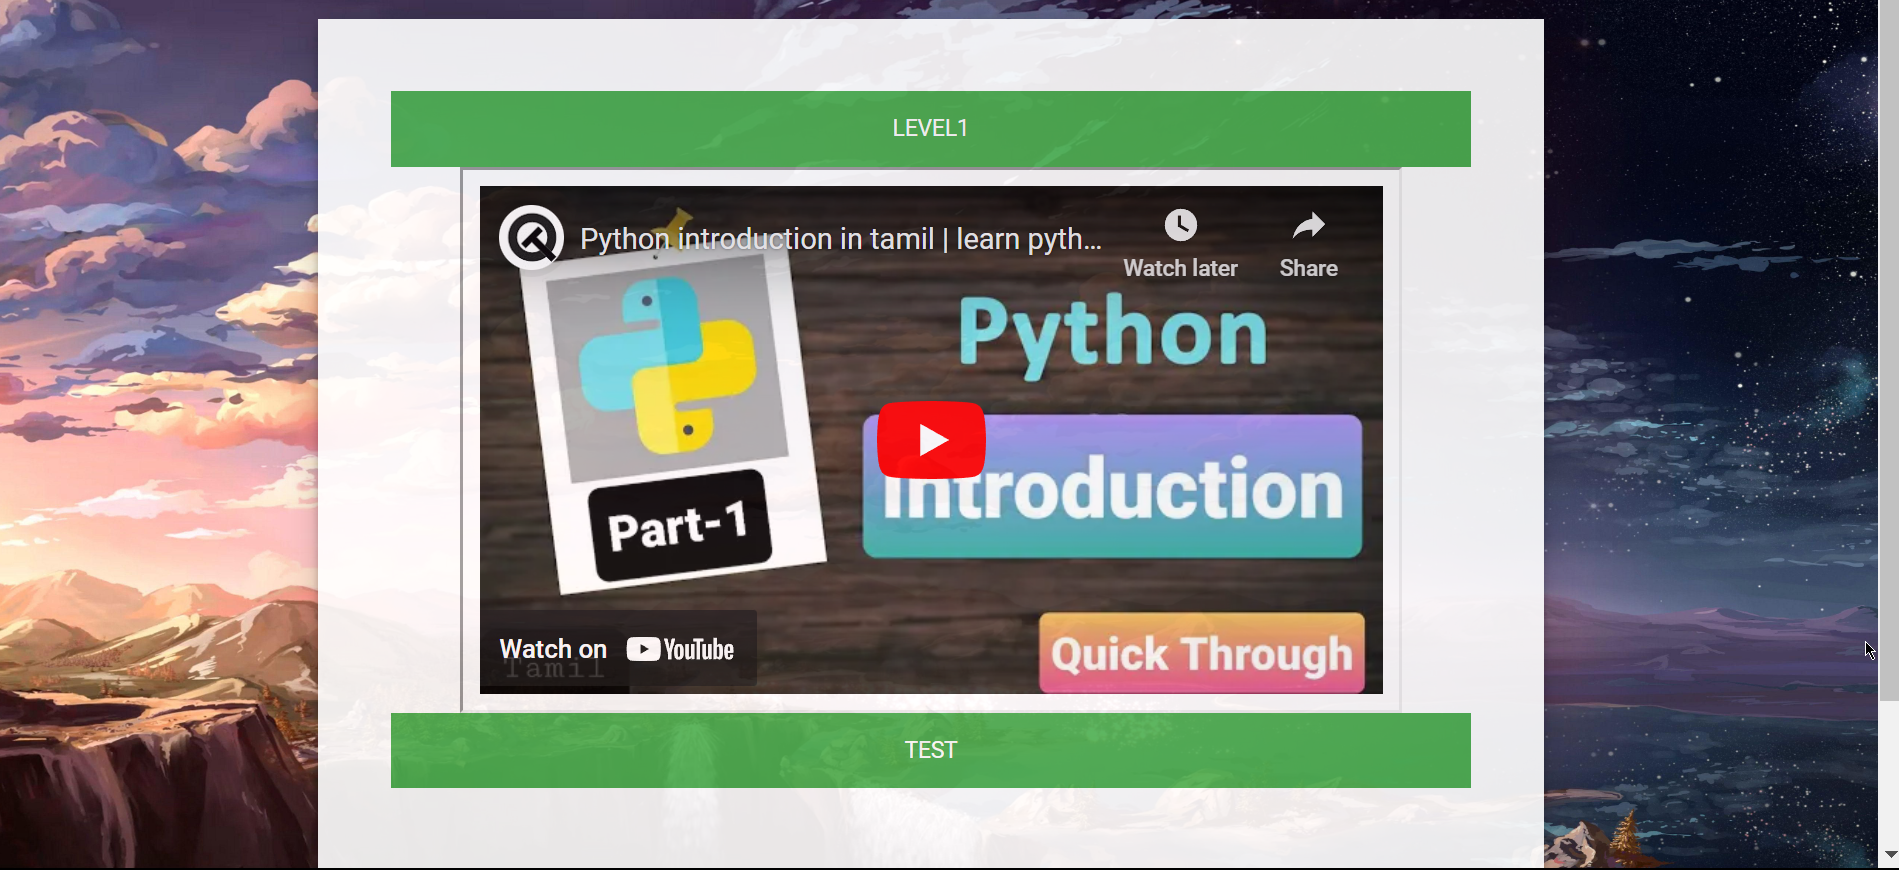 LEVEL1
Python introduction in tamil | learn pyth...
Watch later
Share
Python
Introduction
Part-1
Quick Through
Watch on YouTube
Tamil
TEST